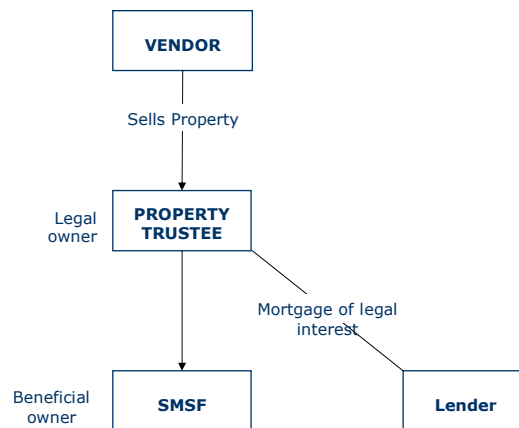 VENDOR
Sells Property
Legal
owner
PROPERTY
TRUSTEE
Mortgage of legal
interest
Beneficial
owner
SMSF
Lender